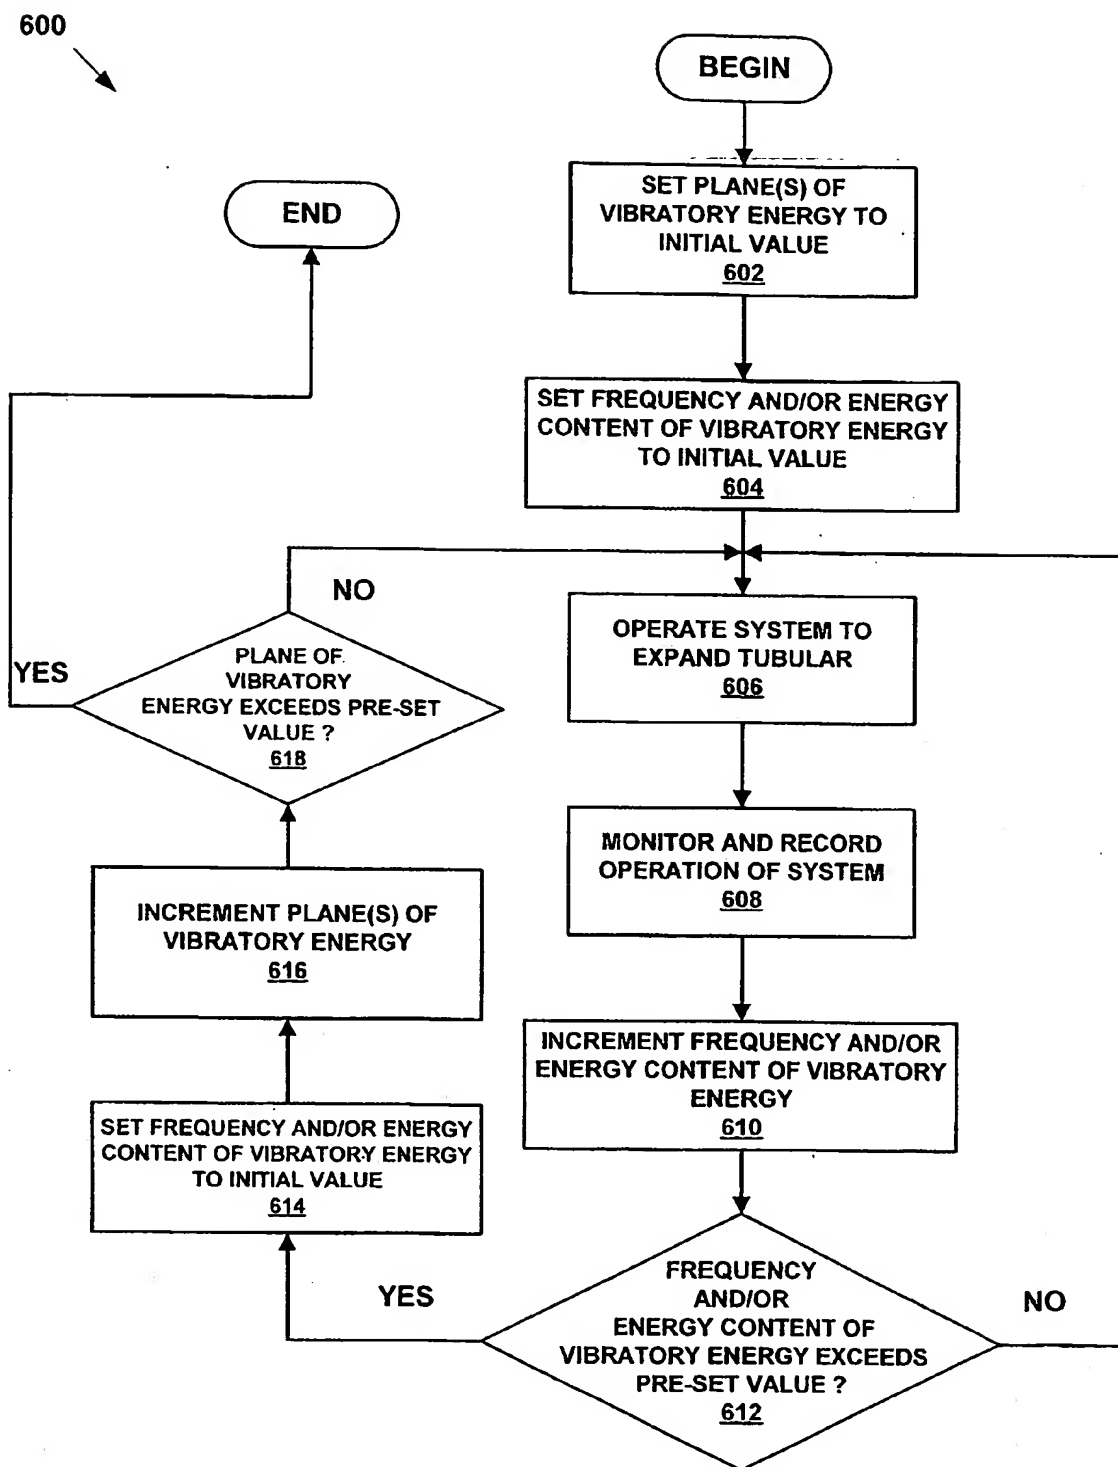 600
BEGIN
SET PLANE(S) OF
VIBRATORY ENERGY TO
INITIAL VALUE
602
END
SET FREQUENCY AND/OR ENERGY
CONTENT OF VIBRATORY ENERGY
TO INITIAL VALUE
604
NO
OPERATE SYSTEM TO
EXPAND TUBULAR
606
YES
PLANE OF
VIBRATORY
ENERGY EXCEEDS PRE-SET
VALUE ?
618
MONITOR AND RECORD
OPERATION OF SYSTEM
608
INCREMENT PLANE(S) OF
VIBRATORY ENERGY
616
INCREMENT FREQUENCY AND/OR
ENERGY CONTENT OF VIBRATORY
ENERGY
610
SET FREQUENCY AND/OR ENERGY
CONTENT OF VIBRATORY ENERGY
TO INITIAL VALUE
614
YES
FREQUENCY
AND/OR
ENERGY CONTENT OF
VIBRATORY ENERGY EXCEEDS
PRE-SET VALUE ?
612
NO